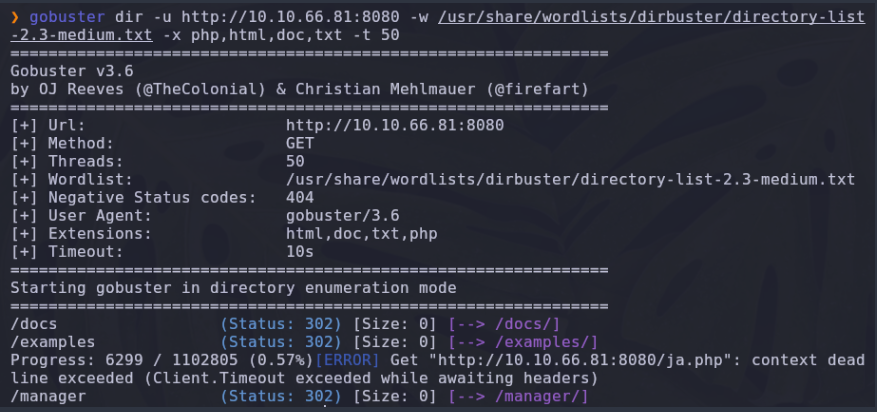 ❯ gobuster dir -u http://10.10.66.81:8080 -w /usr/share/wordlists/dirbuster/directory-list
-2.3-medium.txt -x php,html,doc,txt -t 50
===============================================================
Gobuster v3.6
by OJ Reeves (@TheColonial) & Christian Mehlmauer (@firefart)
===============================================================
[+] Url:                     http://10.10.66.81:8080
[+] Method:                  GET
[+] Threads:                 50
[+] Wordlist:                /usr/share/wordlists/dirbuster/directory-list-2.3-medium.txt
[+] Negative Status codes:   404
[+] User Agent:              gobuster/3.6
[+] Extensions:              html,doc,txt,php
[+] Timeout:                 10s
===============================================================
Starting gobuster in directory enumeration mode
===============================================================
/docs                 (Status: 302) [Size: 0] [--> /docs/]
/examples             (Status: 302) [Size: 0] [--> /examples/]
Progress: 6299 / 1102805 (0.57%)[ERROR] Get "http://10.10.66.81:8080/ja.php": context dead
line exceeded (Client.Timeout exceeded while awaiting headers)
/manager              (Status: 302) [Size: 0] [--> /manager/]